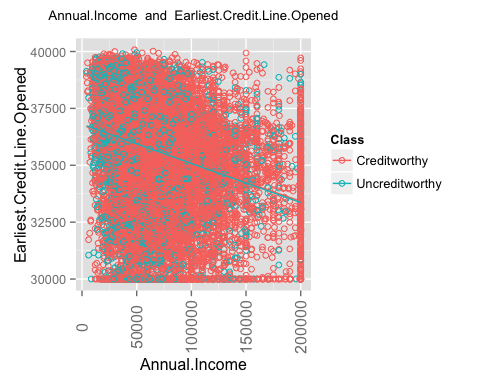 Annual.Income and Earliest.Credit.Line.Opened
Earliest.Credit.Line.Opened
40000
37500
35000
32500
30000
0
50000
100000
150000
200000
Annual.Income
Class
Creditworthy
Uncreditworthy